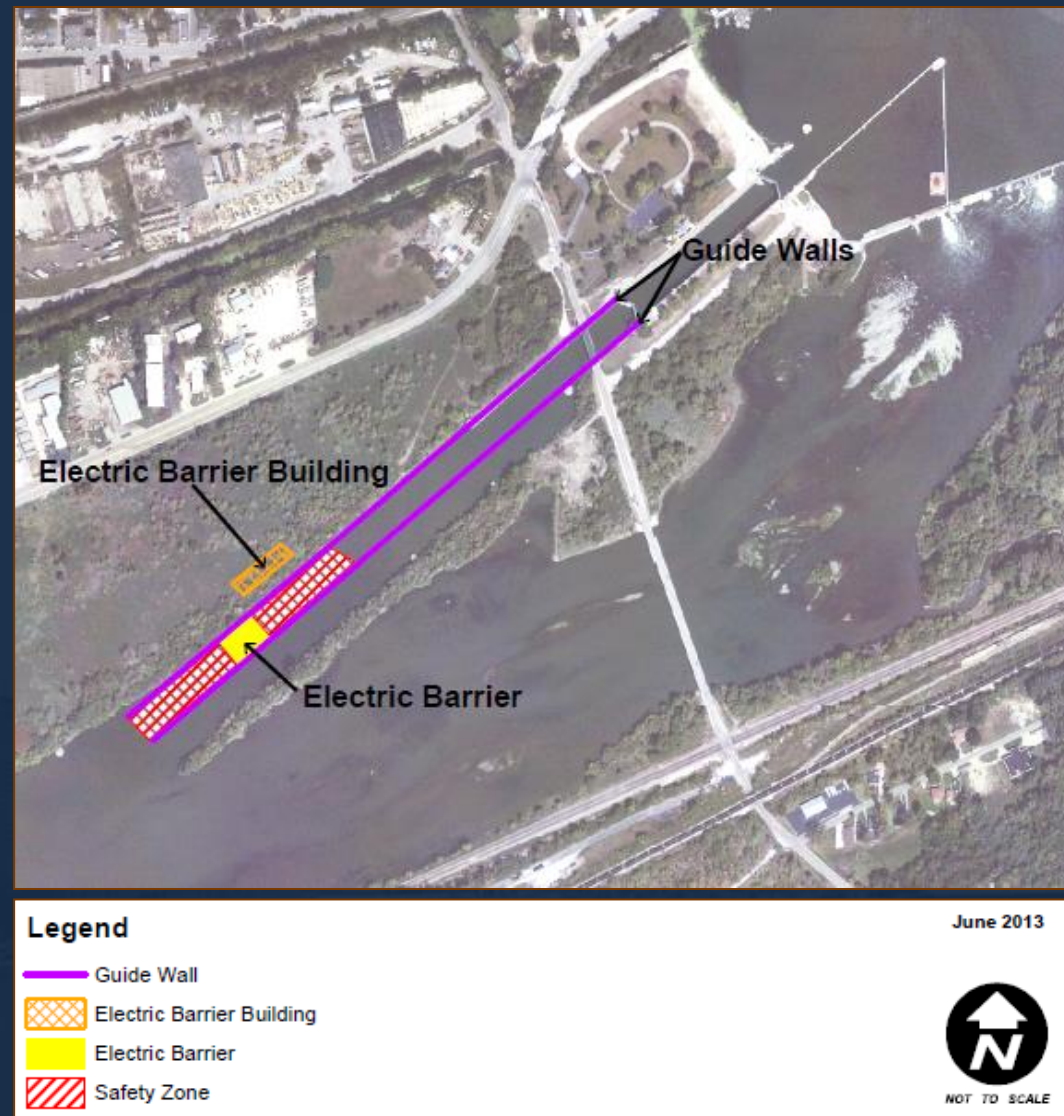 Guide Walls
Electric Barrier Building
Electric Barrier
Legend
June 2013
Guide Wall
Electric Barrier Building
Electric Barrier
Safety Zone
N
NOT TO SCALE